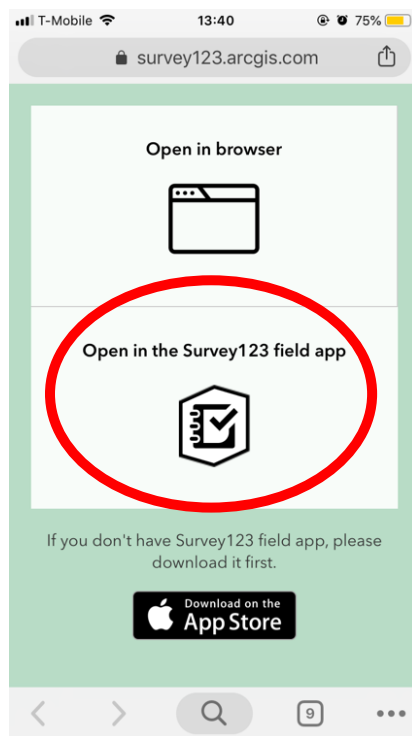 T-Mobile 13:40 75%
survey123.arcgis.com
Open in browser
Open in the Survey123 field app
If you don't have Survey123 field app, please
download it first.
Download on the
App Store
9